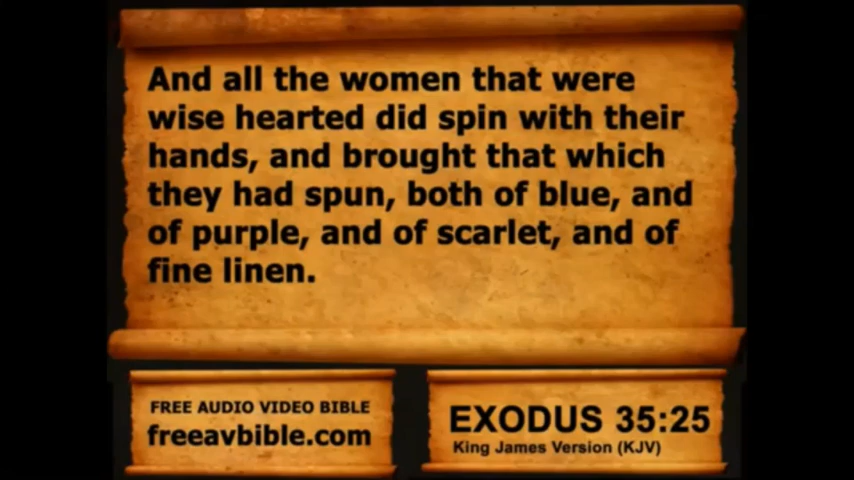 And all the women that were
wise hearted did spin with their
hands, and brought that which
they had spun, both of blue, and
of purple, and of scarlet, and of
fine linen.
FREE AUDIO VIDEO BIBLE
freeavbible.com
EXODUS 35:25
King James Version (KJV)